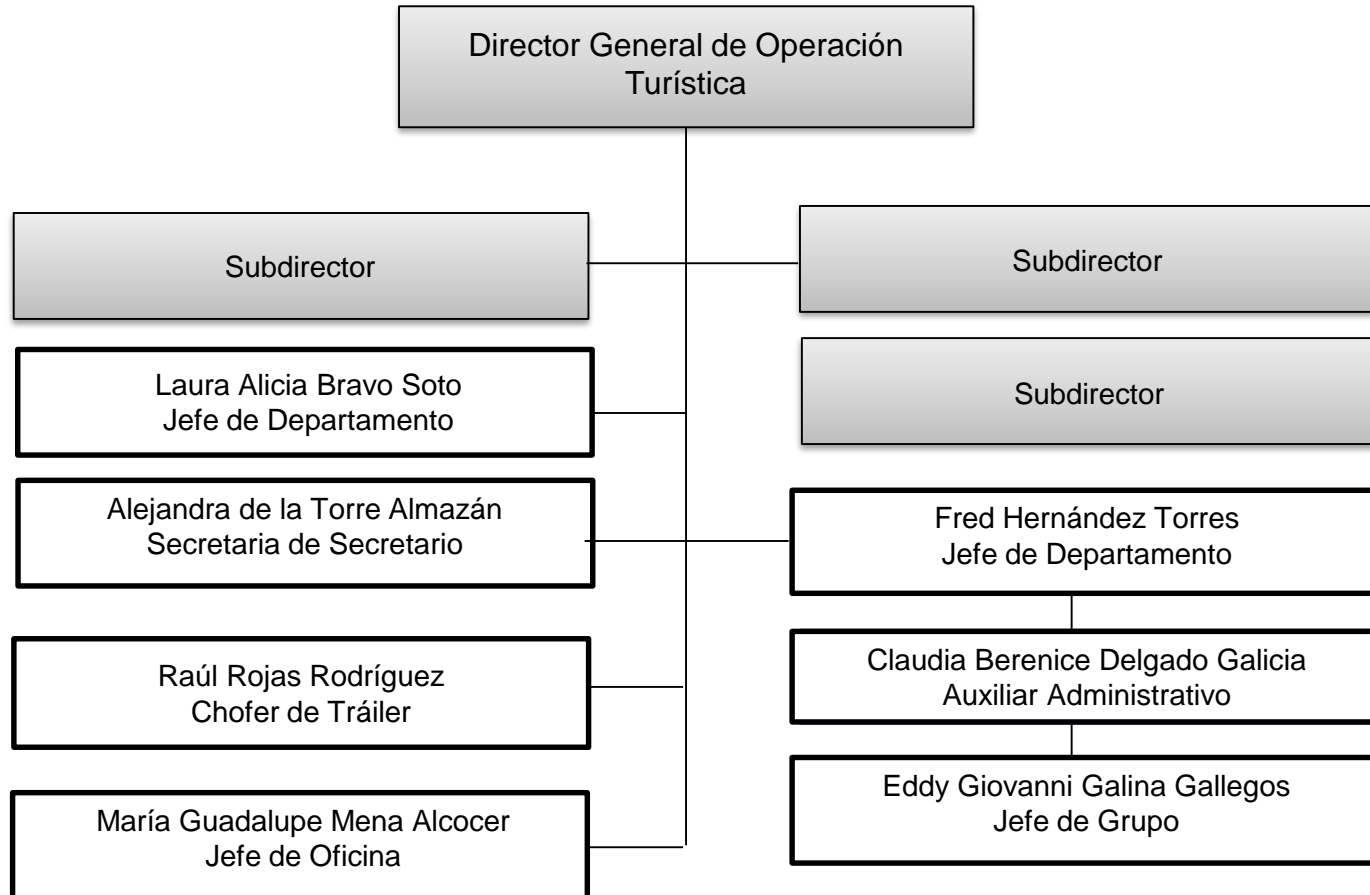 Director General de Operación
Turística
Subdirector
Subdirector
Laura Alicia Bravo Soto
Jefe de Departamento
Subdirector
Alejandra de la Torre Almazán
Secretaria de Secretario
Fred Hernández Torres
Jefe de Departamento
Raúl Rojas Rodríguez
Chofer de Tráiler
Claudia Berenice Delgado Galicia
Auxiliar Administrativo
María Guadalupe Mena Alcocer
Jefe de Oficina
Eddy Giovanni Galina Gallegos
Jefe de Grupo